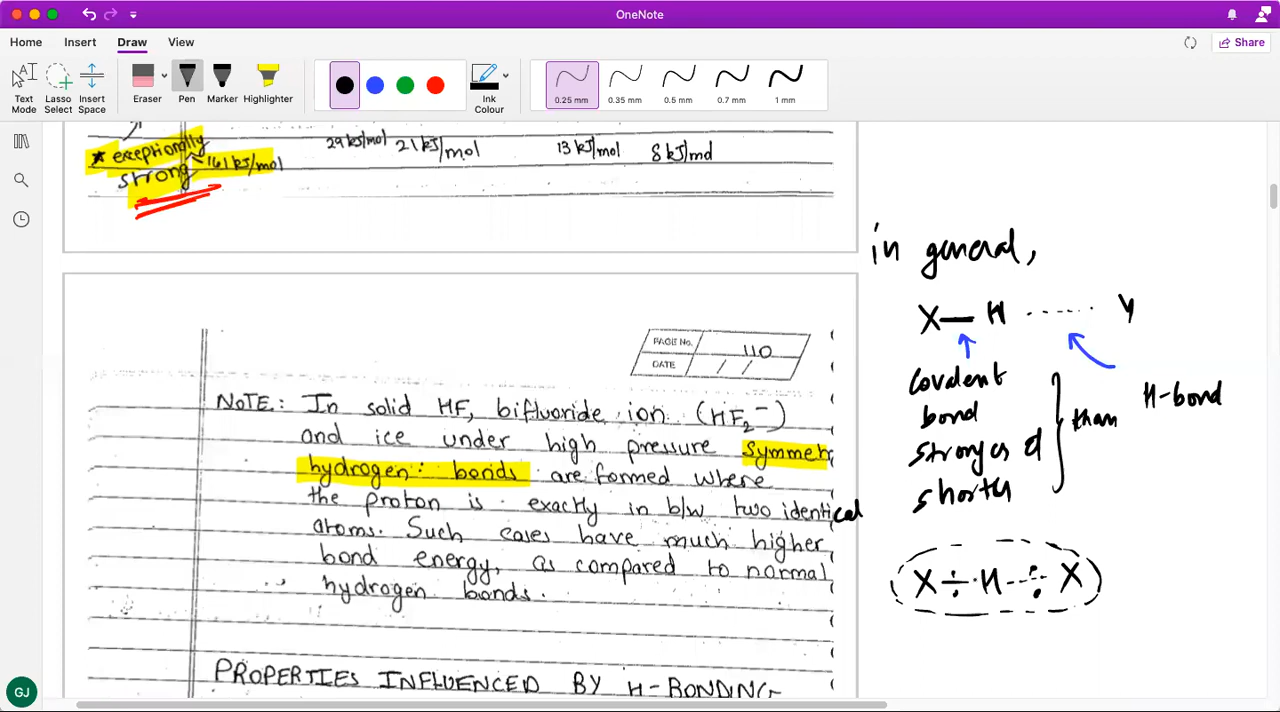 OneNote
Home Insert Draw View
Share
Text Mode
Lasso Select
Insert Space
Eraser
Pen
Marker
Highlighter
Ink Colour
0.25 mm
0.35 mm
0.5 mm
0.7 mm
1 mm
* exceptionally strong
161 kJ/mol
29 kJ/mol 21 kJ/mol 13 kJ/mol 8 kJ/mol
PAGE No. 110
DATE / /
NOTE: In solid HF, bifluoride ion (HF2⁻)
and ice under high pressure symmetr
hydrogen bonds are formed where
the proton is exactly in b/w two identical
atoms. Such cases have much higher
bond energy, as compared to normal
hydrogen bonds.
PROPERTIES INFLUENCED BY H-BONDING
in general,
X — H ...... Y
covalent
bond
stronger &
shorter
than
H-bond
X ÷ H ÷ X
GJ